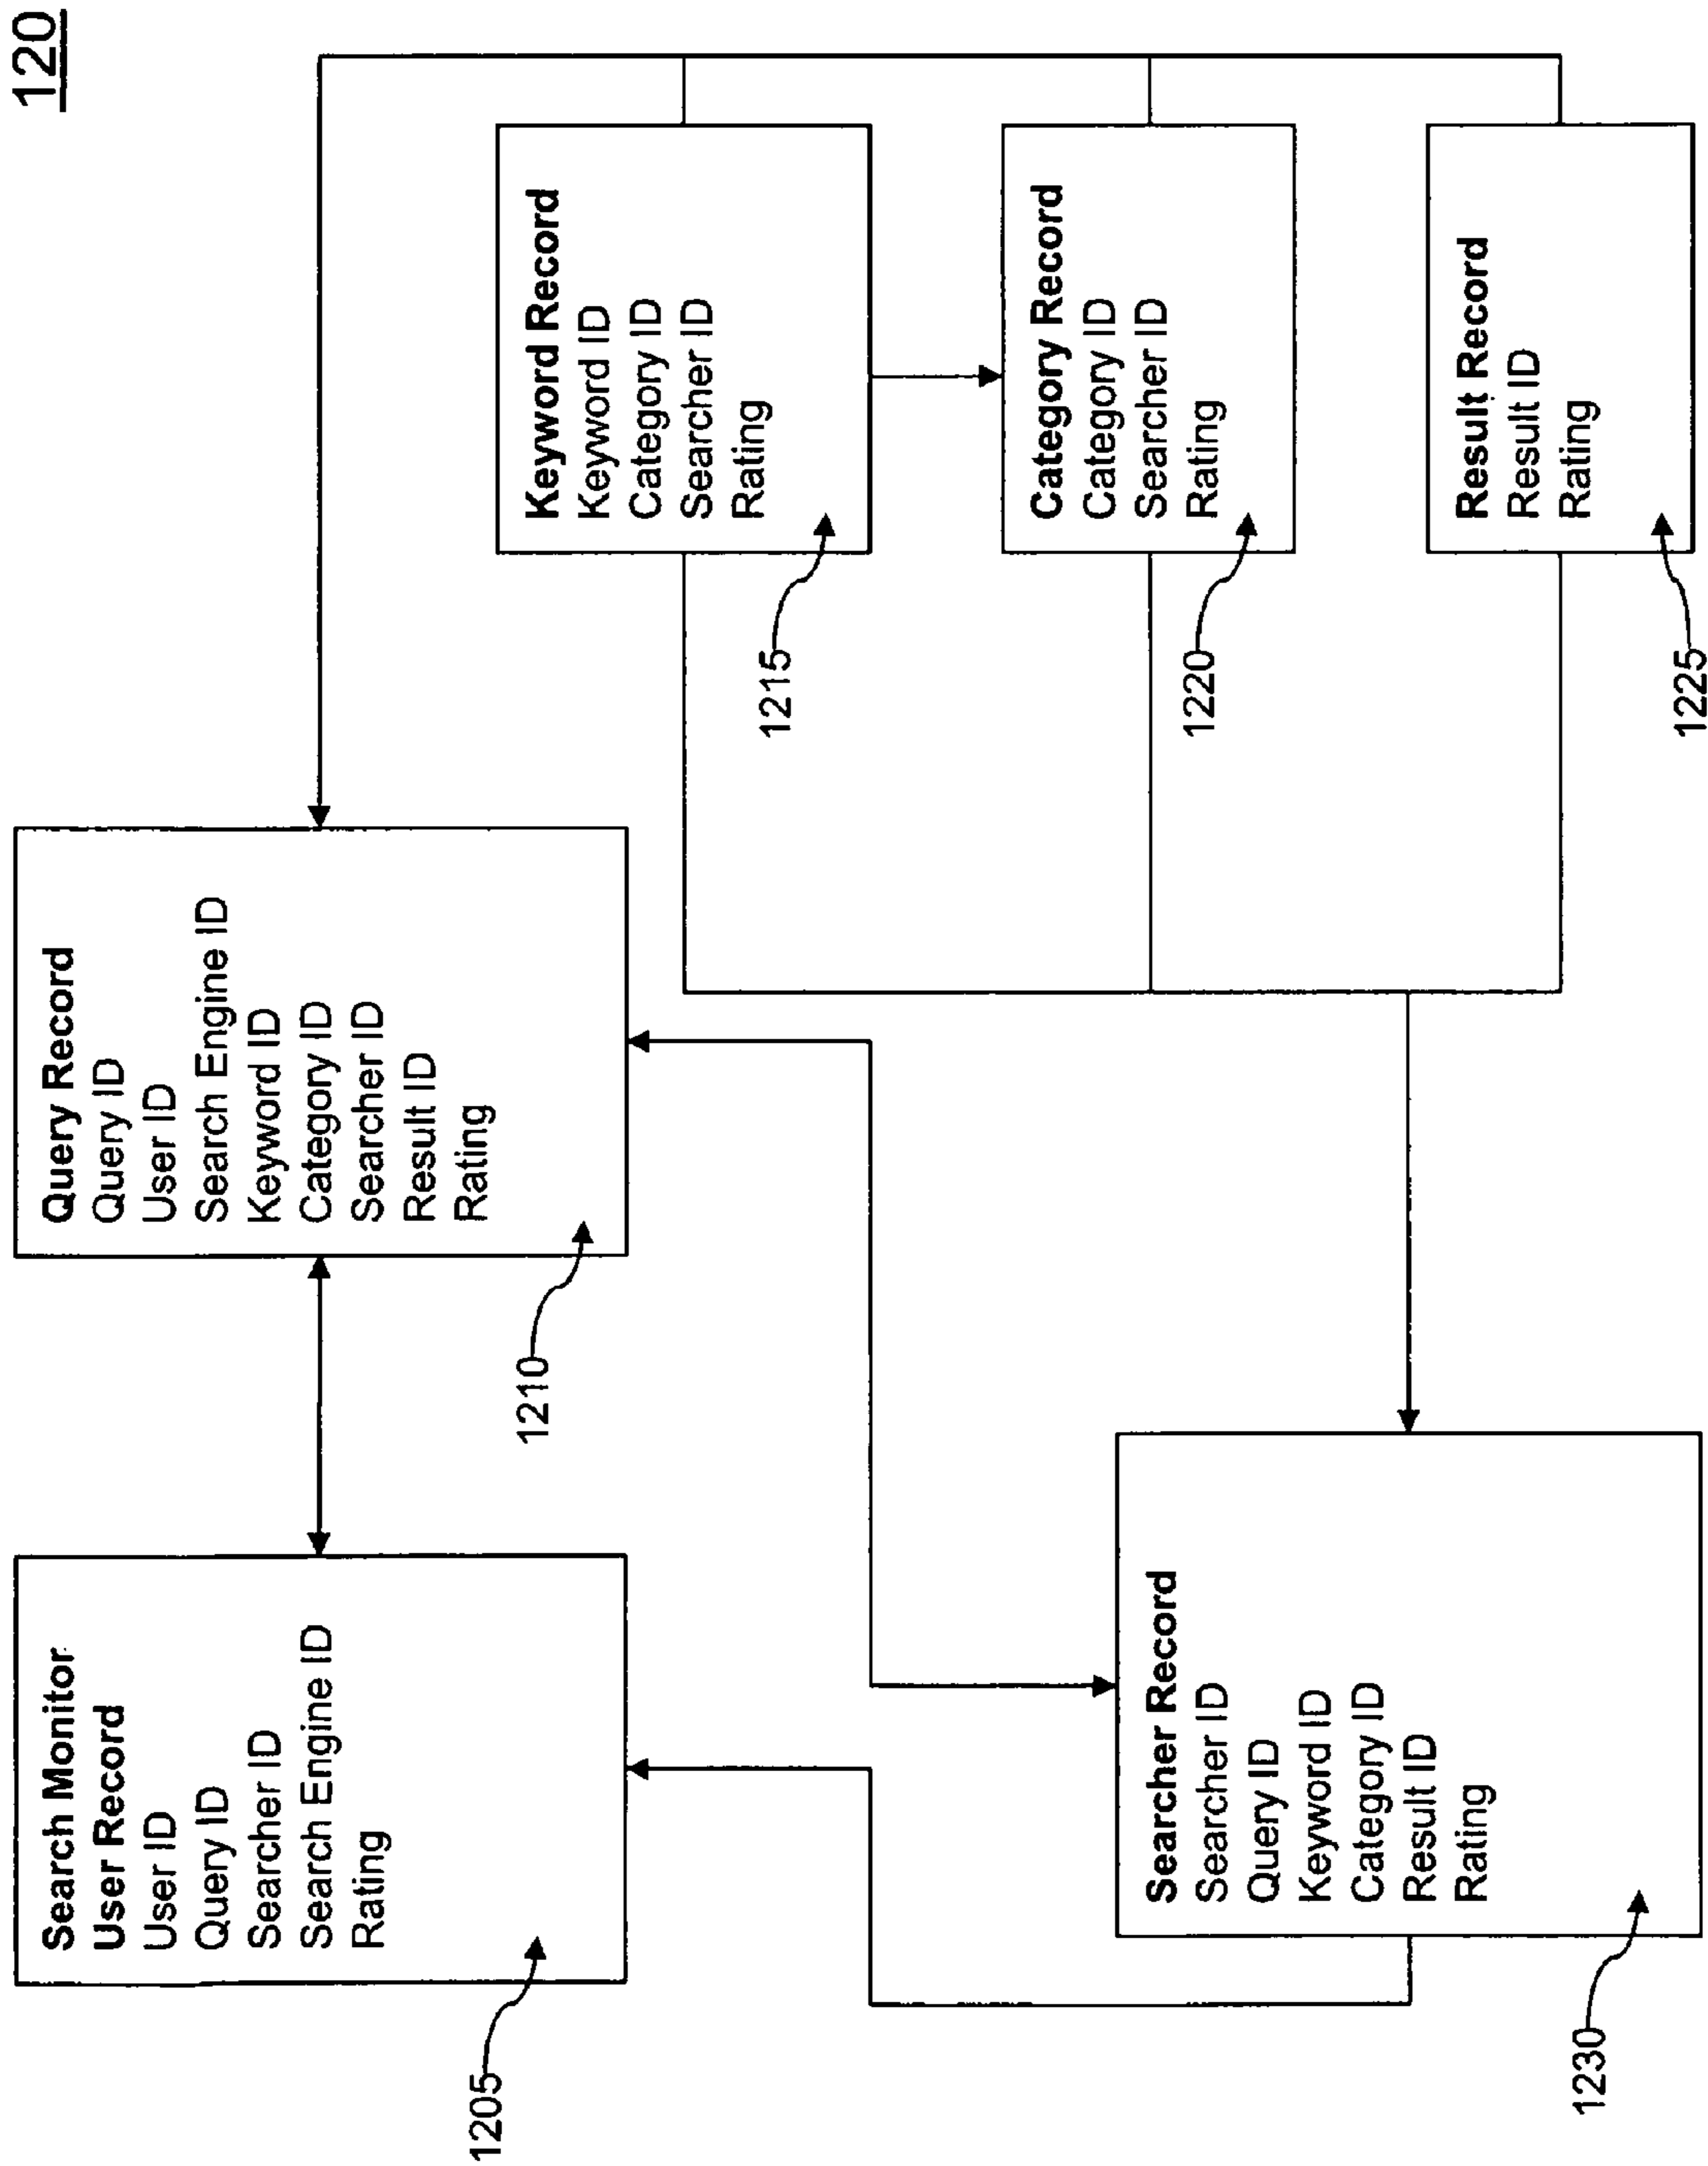 120
Search Monitor
User Record
User ID
Query ID
Searcher ID
Search Engine ID
Rating
1205
Query Record
Query ID
User ID
Search Engine ID
Keyword ID
Category ID
Searcher ID
Result ID
Rating
1210
Keyword Record
Keyword ID
Category ID
Searcher ID
Rating
1215
Category Record
Category ID
Searcher ID
Rating
1220
Result Record
Result ID
Rating
1225
Searcher Record
Searcher ID
Query ID
Keyword ID
Category ID
Result ID
Rating
1230